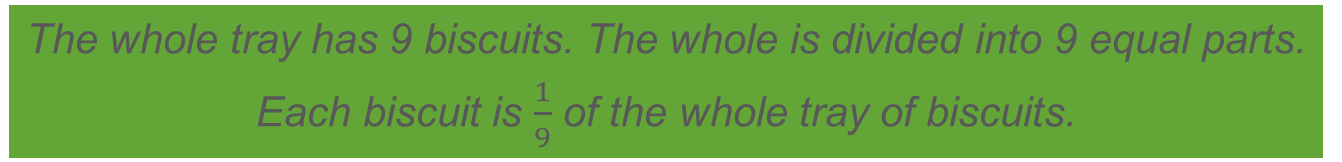 The whole tray has 9 biscuits. The whole is divided into 9 equal parts.
Each biscuit is 1/9 of the whole tray of biscuits.